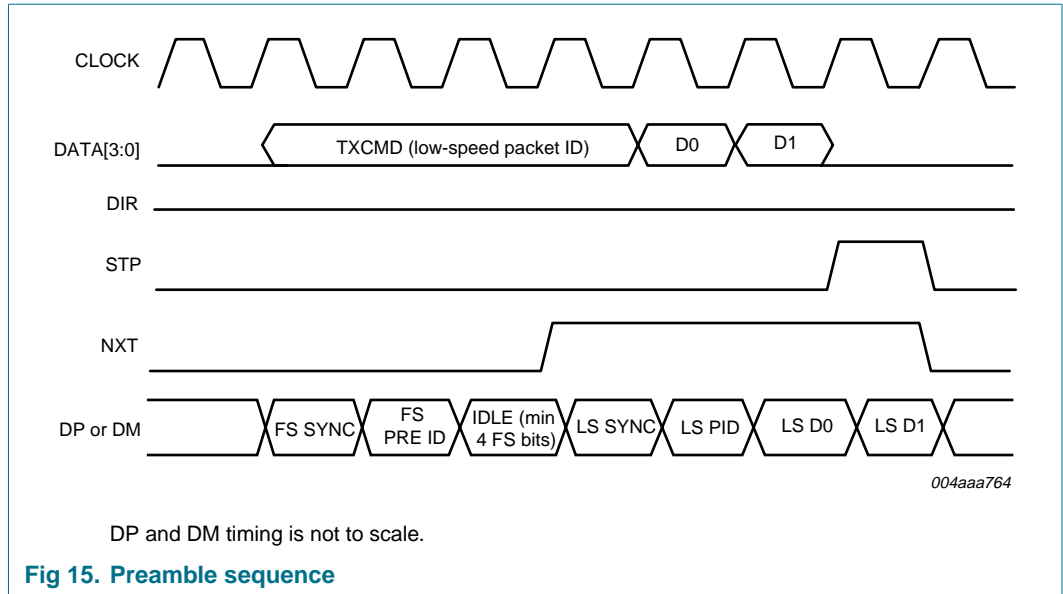 CLOCK
DATA[3:0]
TXCMD (low-speed packet ID)
D0
D1
DIR
STP
NXT
DP or DM
FS SYNC
FS
PRE ID
IDLE (min
4 FS bits)
LS SYNC
LS PID
LS D0
LS D1
004aaa764
DP and DM timing is not to scale.
Fig 15. Preamble sequence